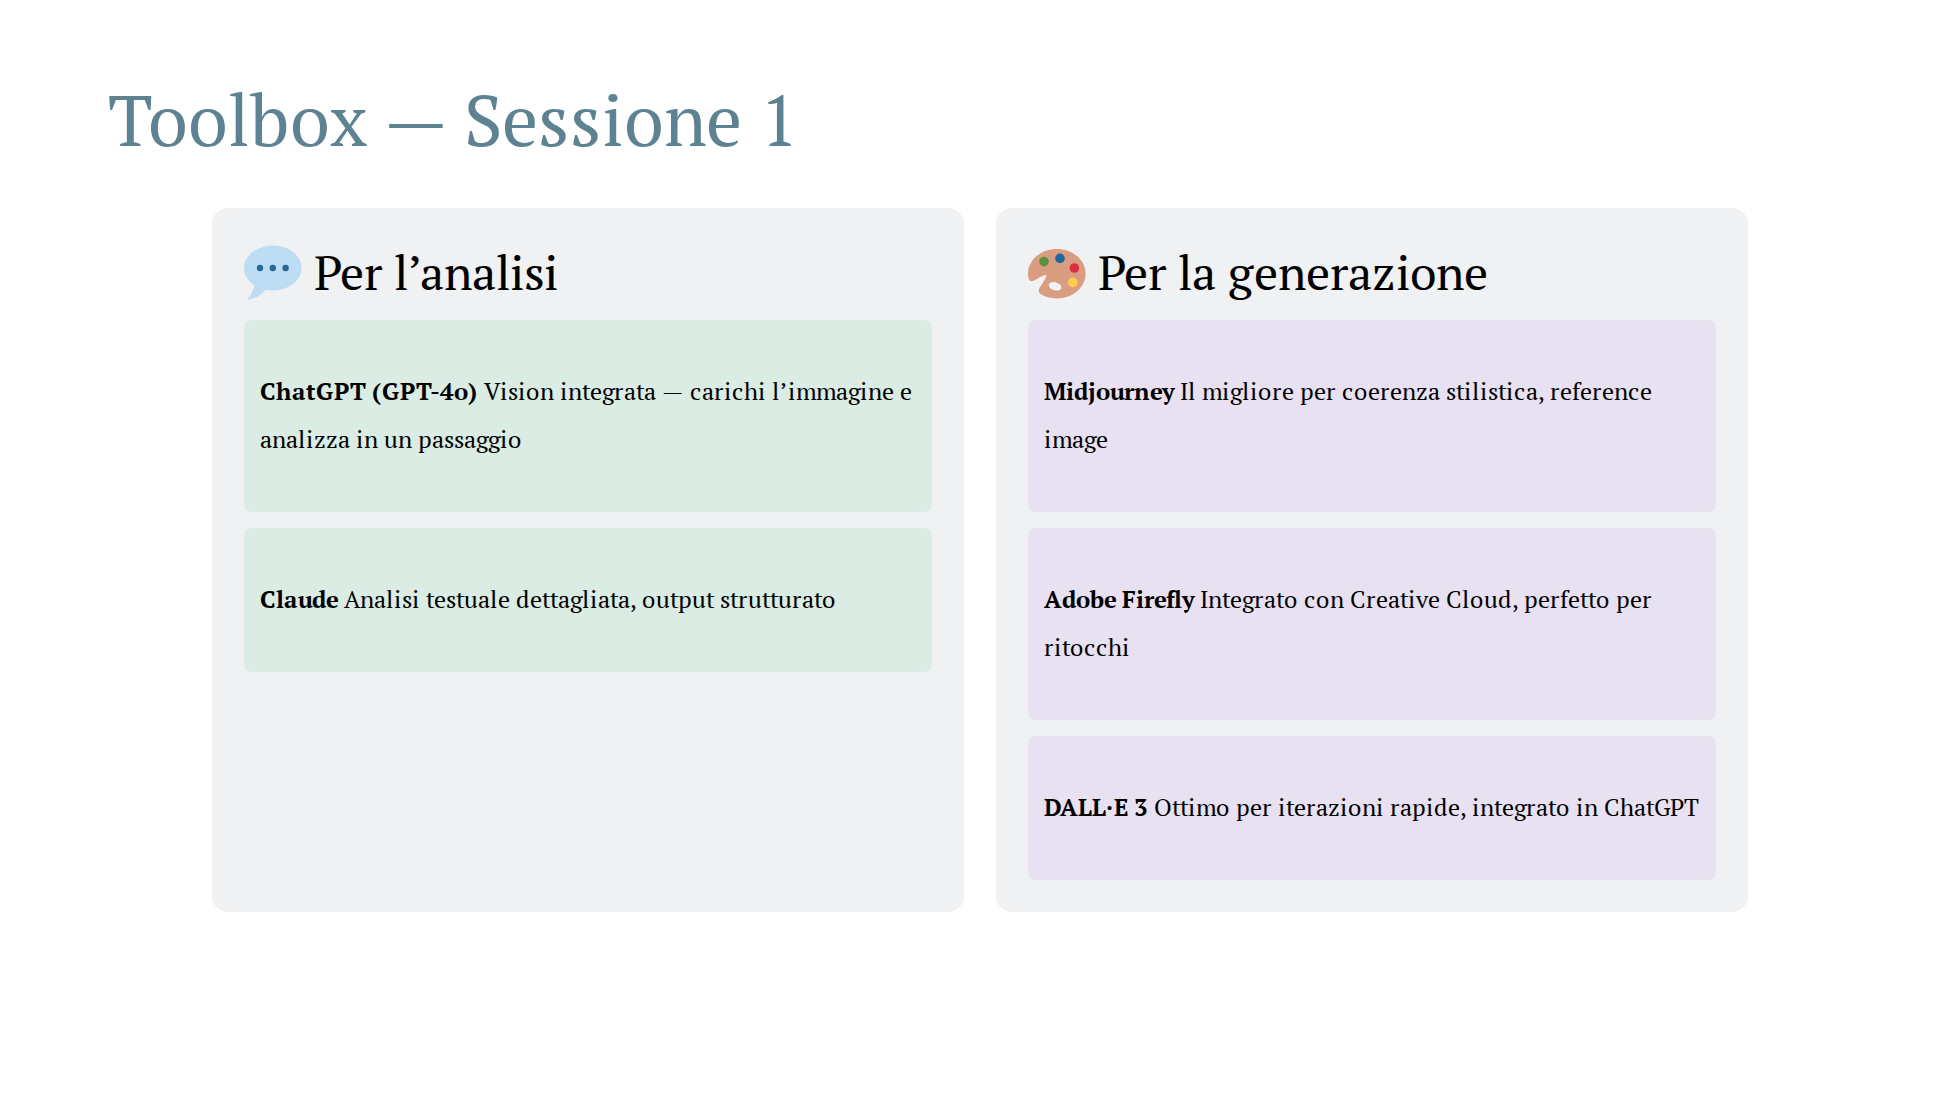 Toolbox — Sessione 1
Per l’analisi
ChatGPT (GPT-4o) Vision integrata — carichi l’immagine e
analizza in un passaggio
Claude Analisi testuale dettagliata, output strutturato
Per la generazione
Midjourney Il migliore per coerenza stilistica, reference
image
Adobe Firefly Integrato con Creative Cloud, perfetto per
ritocchi
DALL·E 3 Ottimo per iterazioni rapide, integrato in ChatGPT